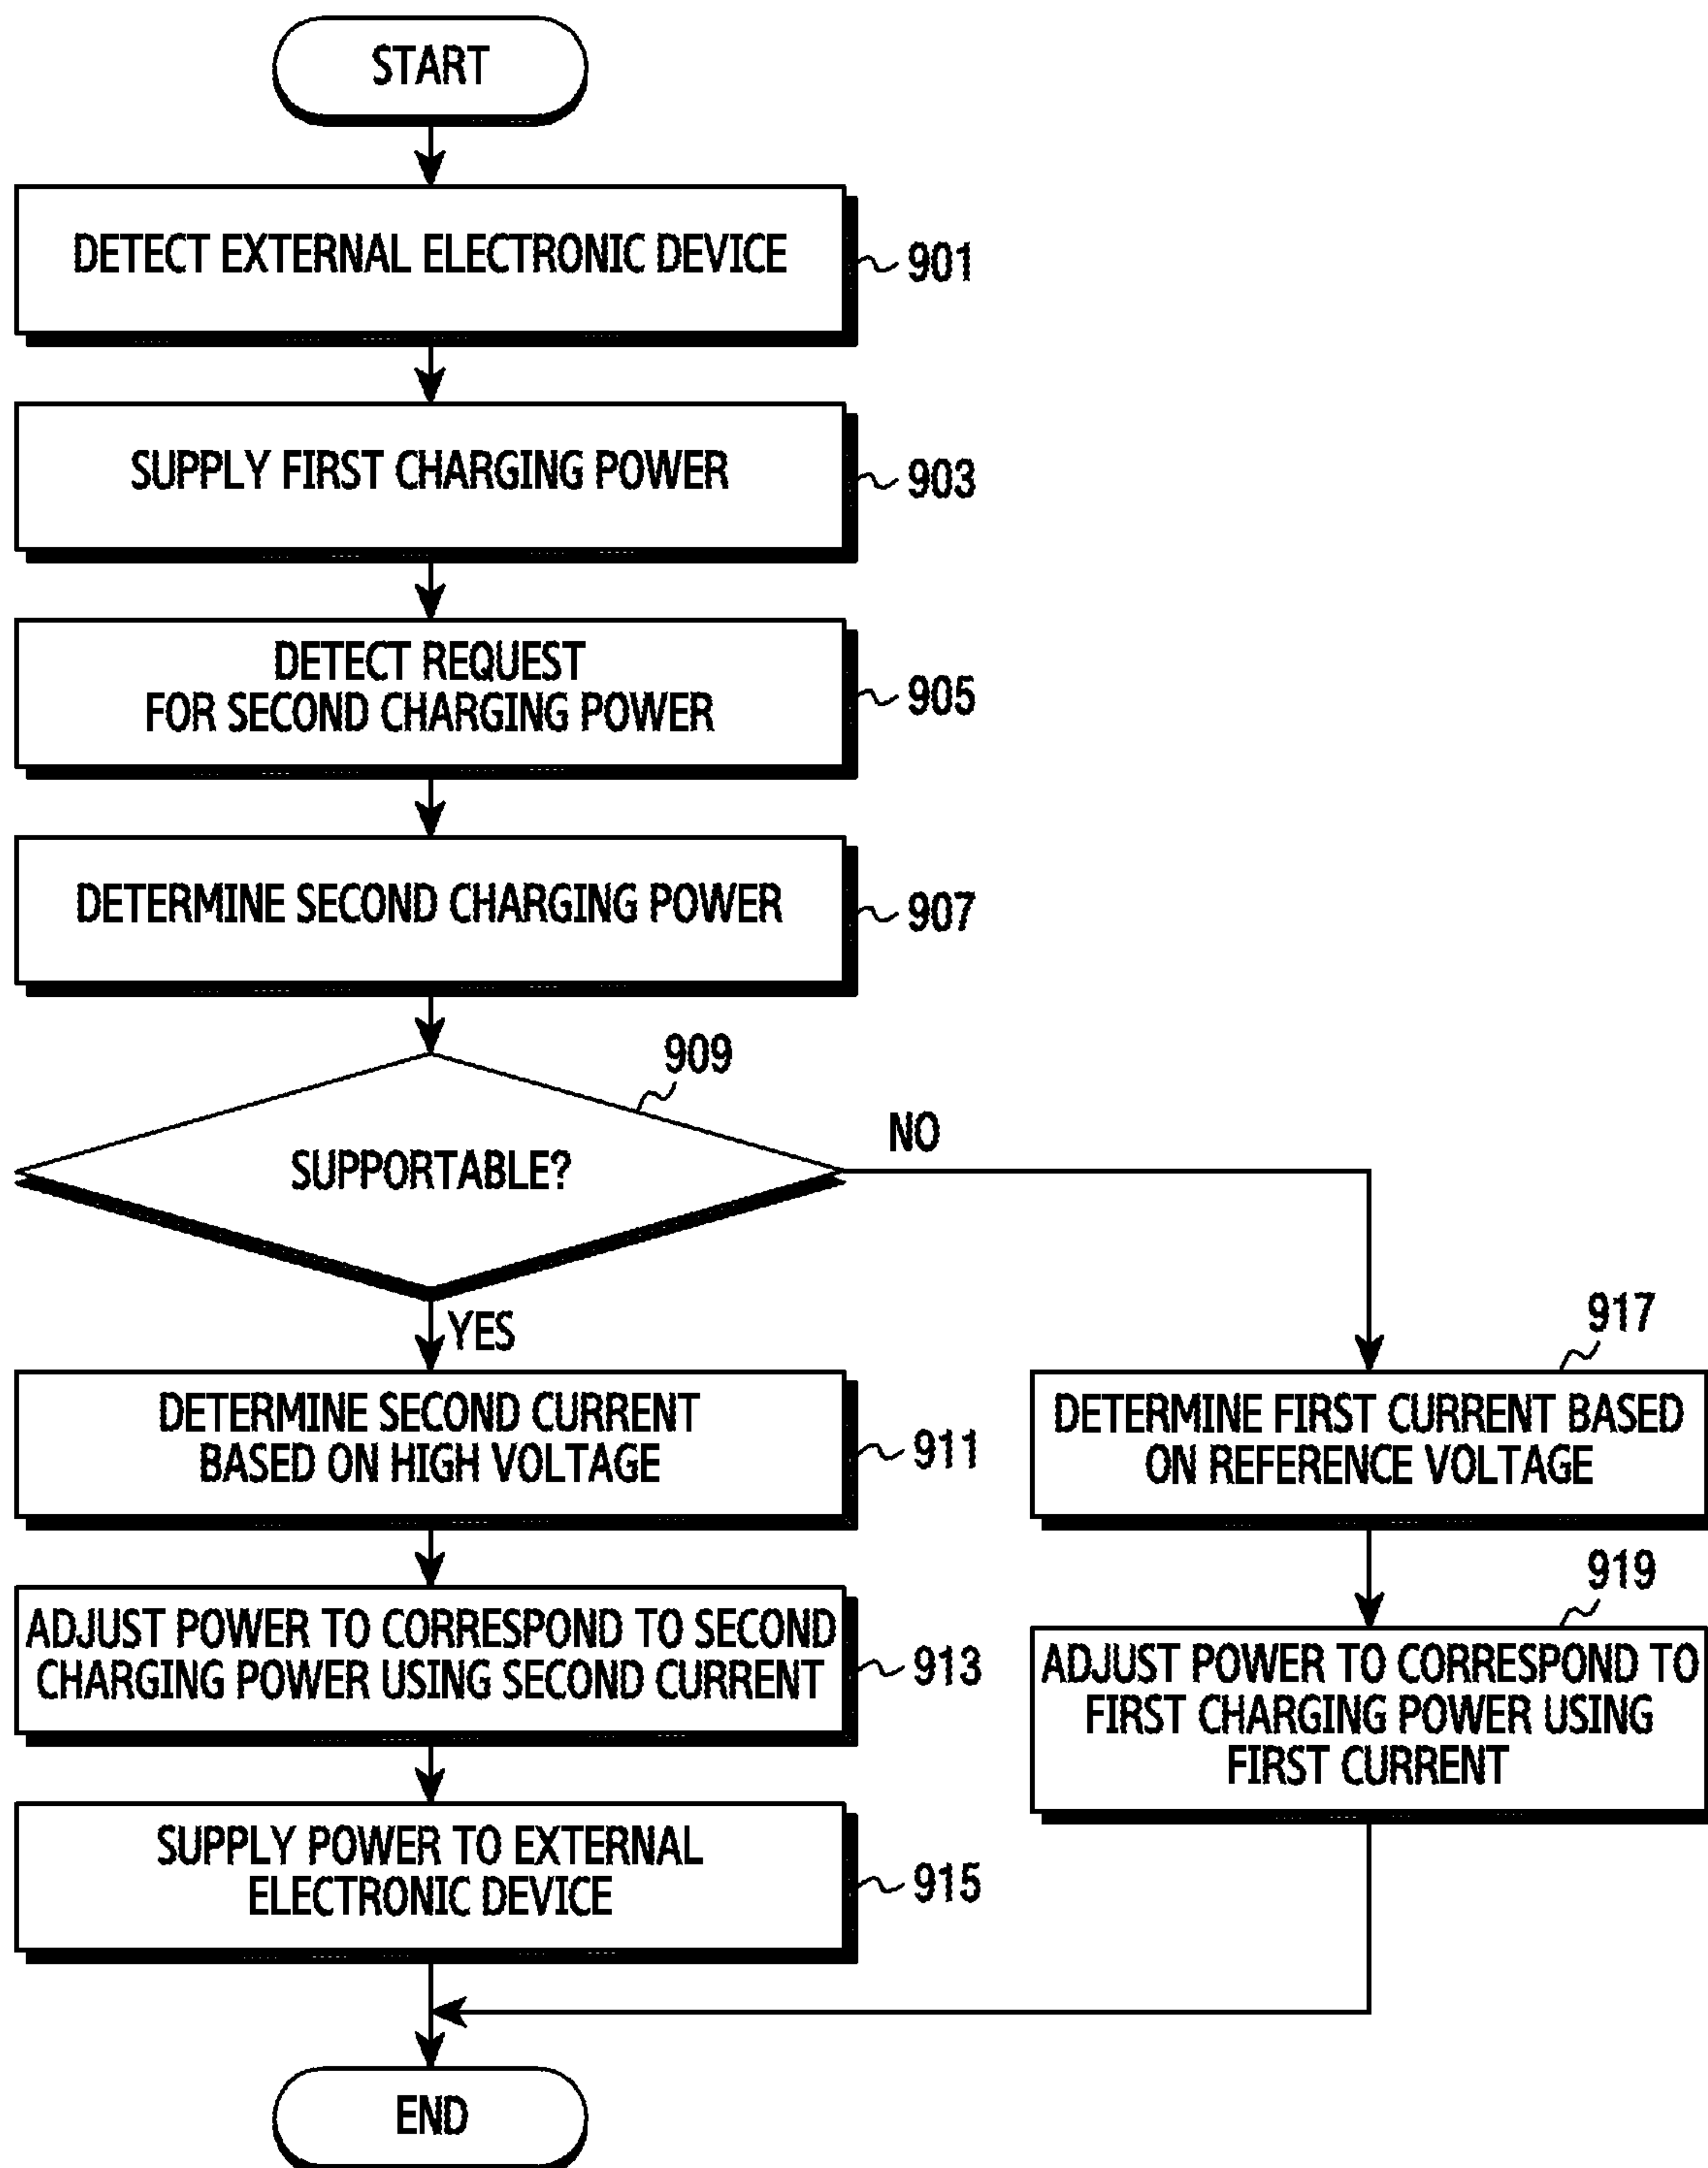 START
DETECT EXTERNAL ELECTRONIC DEVICE
901
SUPPLY FIRST CHARGING POWER
903
DETECT REQUEST
FOR SECOND CHARGING POWER
905
DETERMINE SECOND CHARGING POWER
907
909
SUPPORTABLE?
NO
YES
DETERMINE SECOND CURRENT
BASED ON HIGH VOLTAGE
911
ADJUST POWER TO CORRESPOND TO SECOND
CHARGING POWER USING SECOND CURRENT
913
SUPPLY POWER TO EXTERNAL
ELECTRONIC DEVICE
915
917
DETERMINE FIRST CURRENT BASED
ON REFERENCE VOLTAGE
919
ADJUST POWER TO CORRESPOND TO
FIRST CHARGING POWER USING
FIRST CURRENT
END